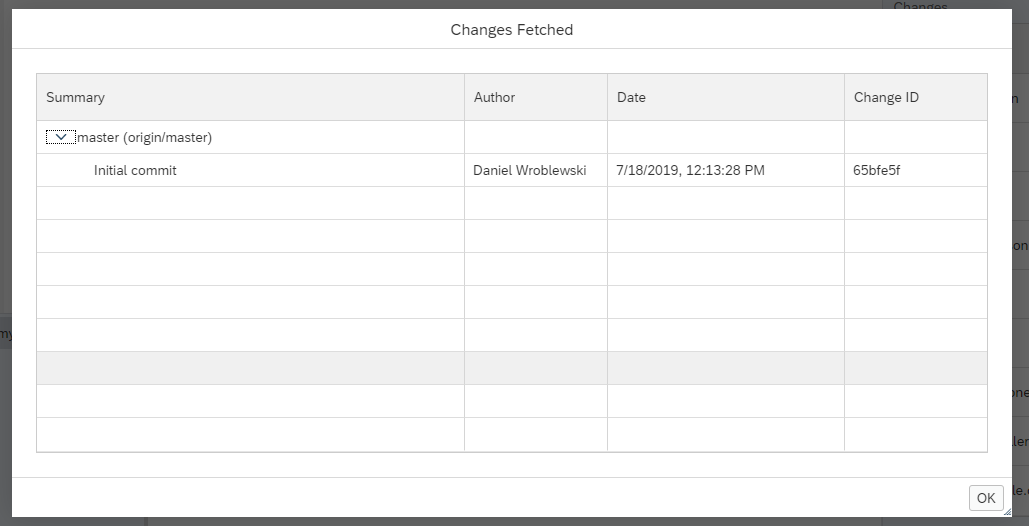 Changes
Changes Fetched
Summary Author Date Change ID
master (origin/master)
Initial commit Daniel Wroblewski 7/18/2019, 12:13:28 PM 65bfe5f
OK